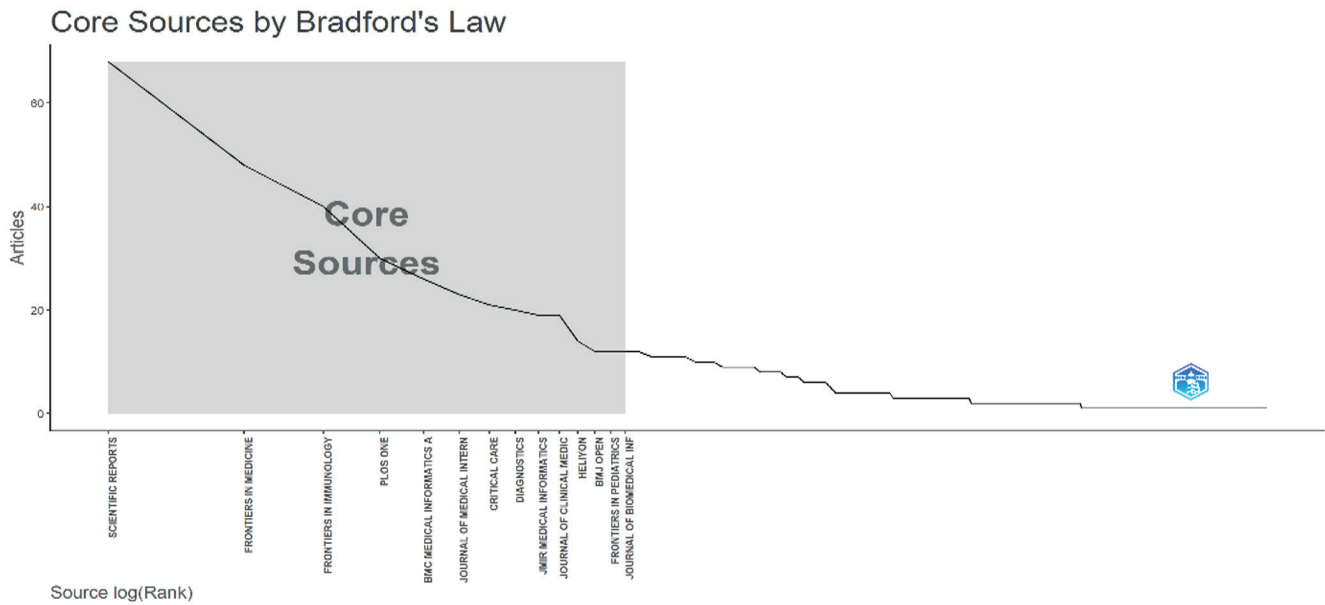 Core Sources by Bradford's Law
Articles
60
40
20
0
Core
Sources
SCIENTIFIC REPORTS
FRONTIERS IN MEDICINE
FRONTIERS IN IMMUNOLOGY
PLOS ONE
BMC MEDICAL INFORMATICS A
JOURNAL OF MEDICAL INTERN
CRITICAL CARE
DIAGNOSTICS
JMIR MEDICAL INFORMATICS
JOURNAL OF CLINICAL MEDIC
HELIYON
BMJ OPEN
FRONTIERS IN PEDIATRICS
JOURNAL OF BIOMEDICAL INF
Source log(Rank)